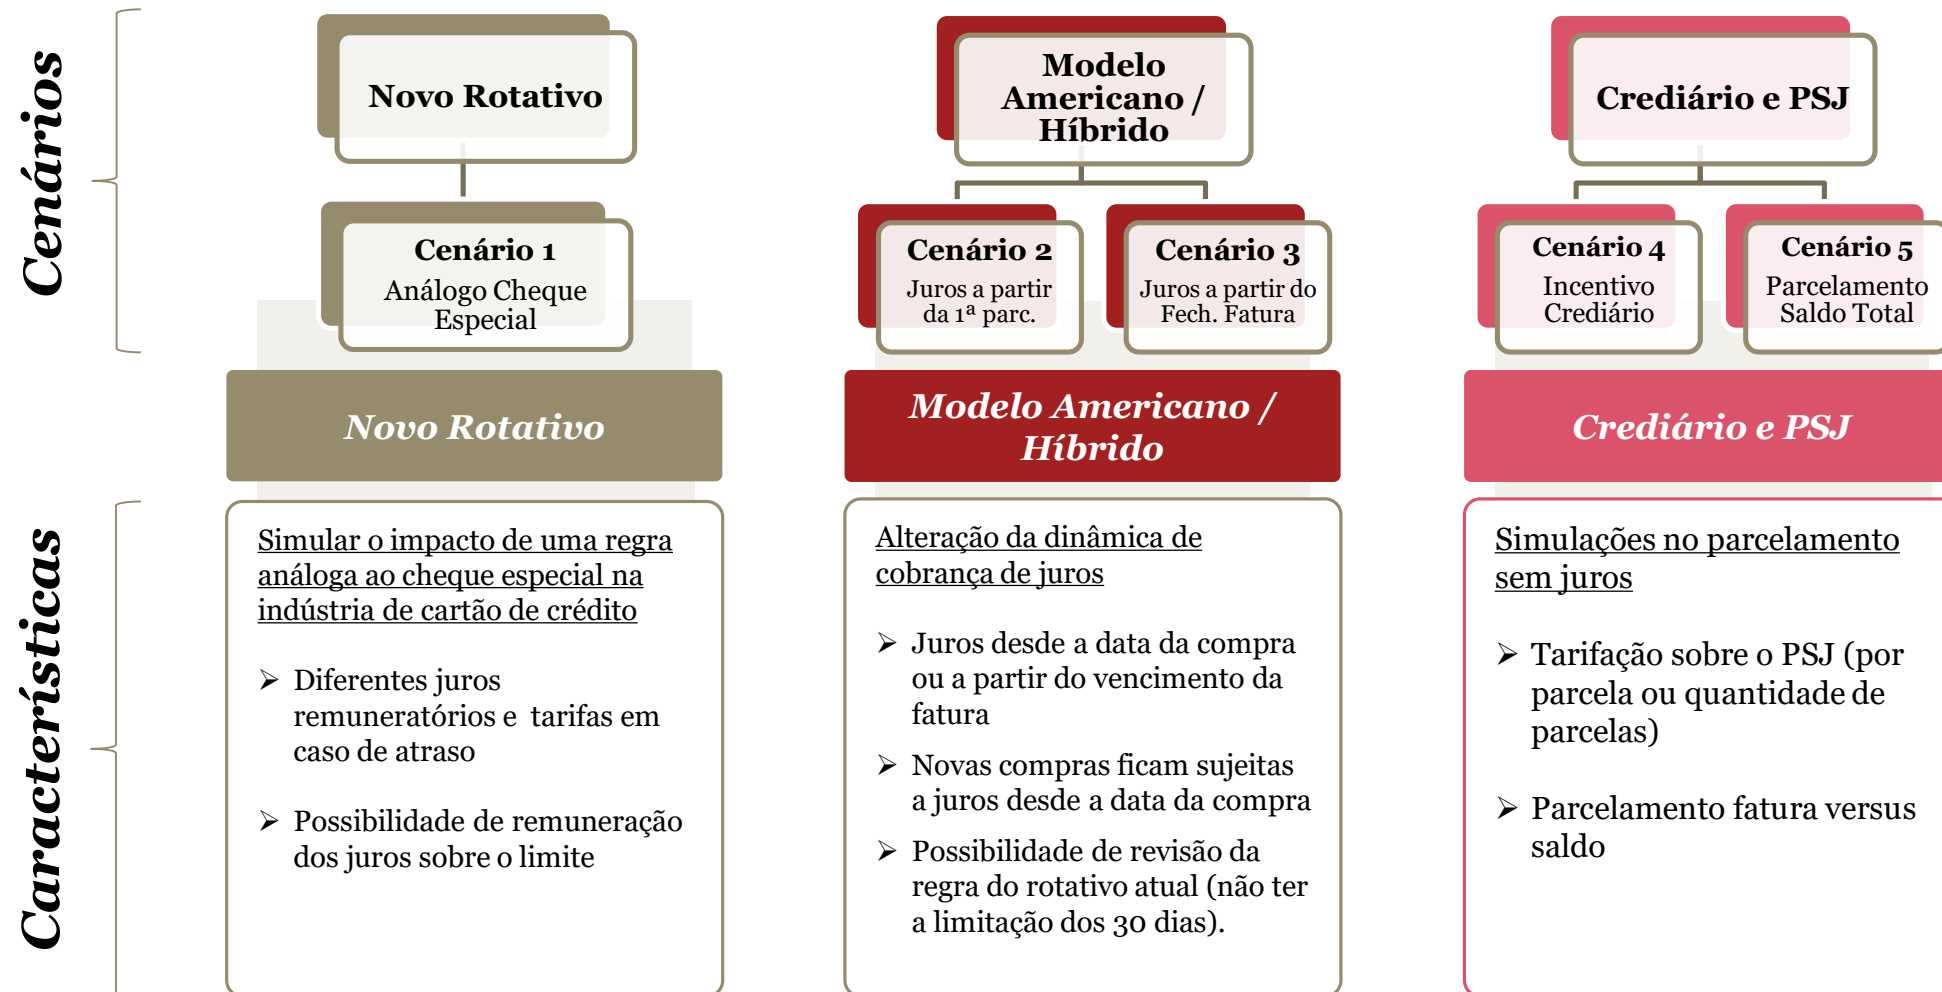 Cenários
Novo Rotativo
Cenário 1
Análogo Cheque
Especial
Modelo
Americano /
Híbrido
Cenário 2
Juros a partir
da 1ª parc.
Cenário 3
Juros a partir do
Fech. Fatura
Crediário e PSJ
Cenário 4
Incentivo
Crediário
Cenário 5
Parcelamento
Saldo Total
Características
Novo Rotativo
Simular o impacto de uma regra
análoga ao cheque especial na
indústria de cartão de crédito
➢ Diferentes juros
remuneratórios e tarifas em
caso de atraso
➢ Possibilidade de remuneração
dos juros sobre o limite
Modelo Americano /
Híbrido
Alteração da dinâmica de
cobrança de juros
➢ Juros desde a data da compra
ou a partir do vencimento da
fatura
➢ Novas compras ficam sujeitas
a juros desde a data da compra
➢ Possibilidade de revisão da
regra do rotativo atual (não ter
a limitação dos 30 dias).
Crediário e PSJ
Simulações no parcelamento
sem juros
➢ Tarifação sobre o PSJ (por
parcela ou quantidade de
parcelas)
➢ Parcelamento fatura versus
saldo